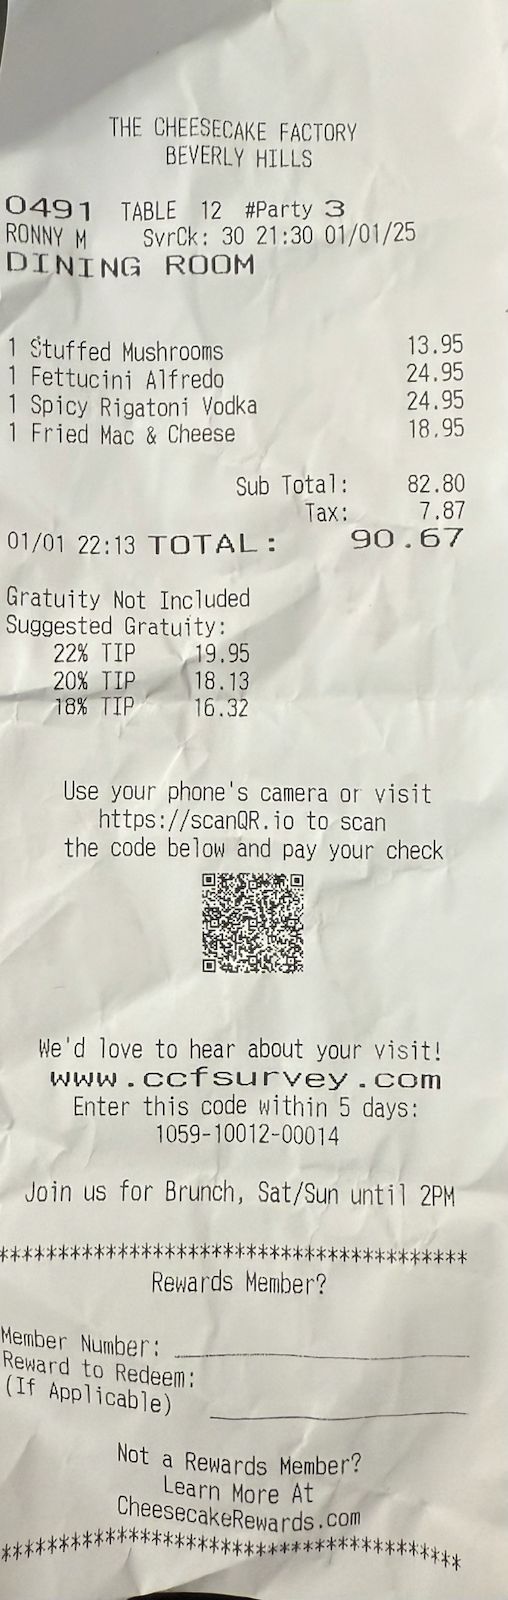 THE CHEESECAKE FACTORY
BEVERLY HILLS
0491 TABLE 12 #Party 3
RONNY M SvrCk: 30 21:30 01/01/25
DINING ROOM
1 Stuffed Mushrooms 13.95
1 Fettucini Alfredo 24.95
1 Spicy Rigatoni Vodka 24.95
1 Fried Mac & Cheese 18.95
Sub Total: 82.80
Tax: 7.87
01/01 22:13 TOTAL: 90.67
Gratuity Not Included
Suggested Gratuity:
22% TIP 19.95
20% TIP 18.13
18% TIP 16.32
Use your phone's camera or visit
https://scanQR.io to scan
the code below and pay your check
We'd love to hear about your visit!
www.ccfsurvey.com
Enter this code within 5 days:
1059-10012-00014
Join us for Brunch, Sat/Sun until 2PM
****************************************
Rewards Member?
Member Number:
Reward to Redeem:
(If Applicable)
Not a Rewards Member?
Learn More At
CheesecakeRewards.com
****************************************